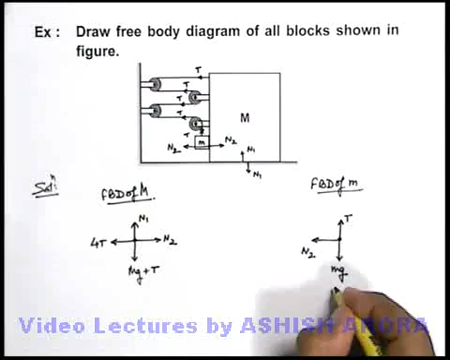 Ex : Draw free body diagram of all blocks shown in
figure.
T
T
T
T
T
M
m
N₂
N₂
N₁
N₁
Solⁿ
FBD of M
FBD of m
N₁
4T
N₂
Mg + T
T
N₂
mg
Video Lectures by ASHISH ARORA